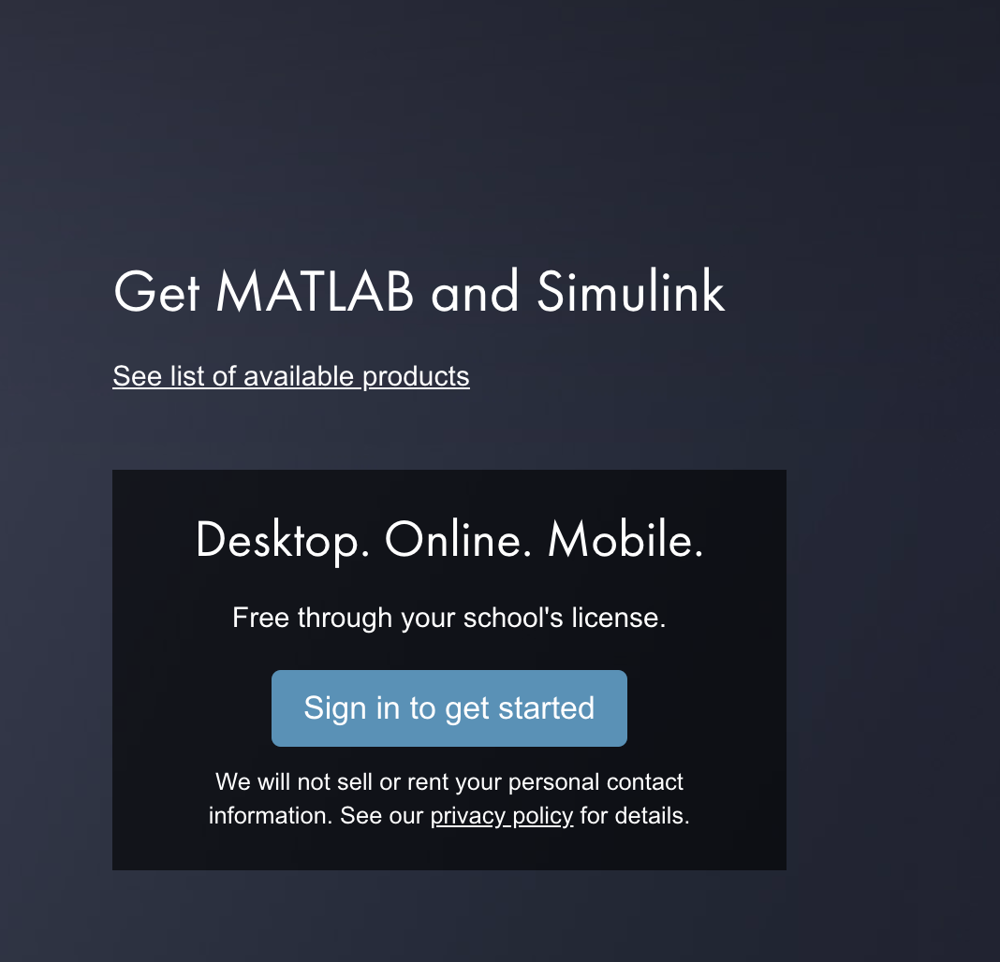 Get MATLAB and Simulink
See list of available products
Desktop. Online. Mobile.
Free through your school's license.
Sign in to get started
We will not sell or rent your personal contact
information. See our privacy policy for details.